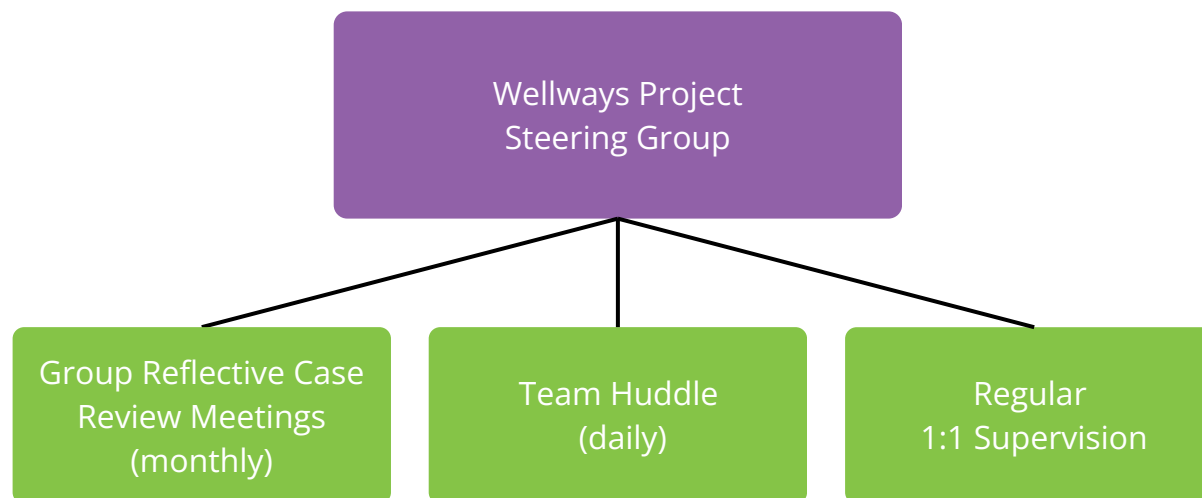 Wellways Project
Steering Group
Group Reflective Case
Review Meetings
(monthly)
Team Huddle
(daily)
Regular
1:1 Supervision